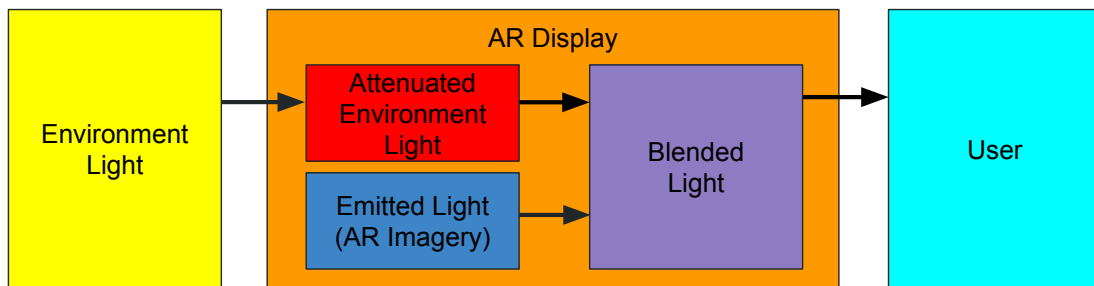 Environment
Light
AR Display
Attenuated
Environment
Light
Emitted Light
(AR Imagery)
Blended
Light
User